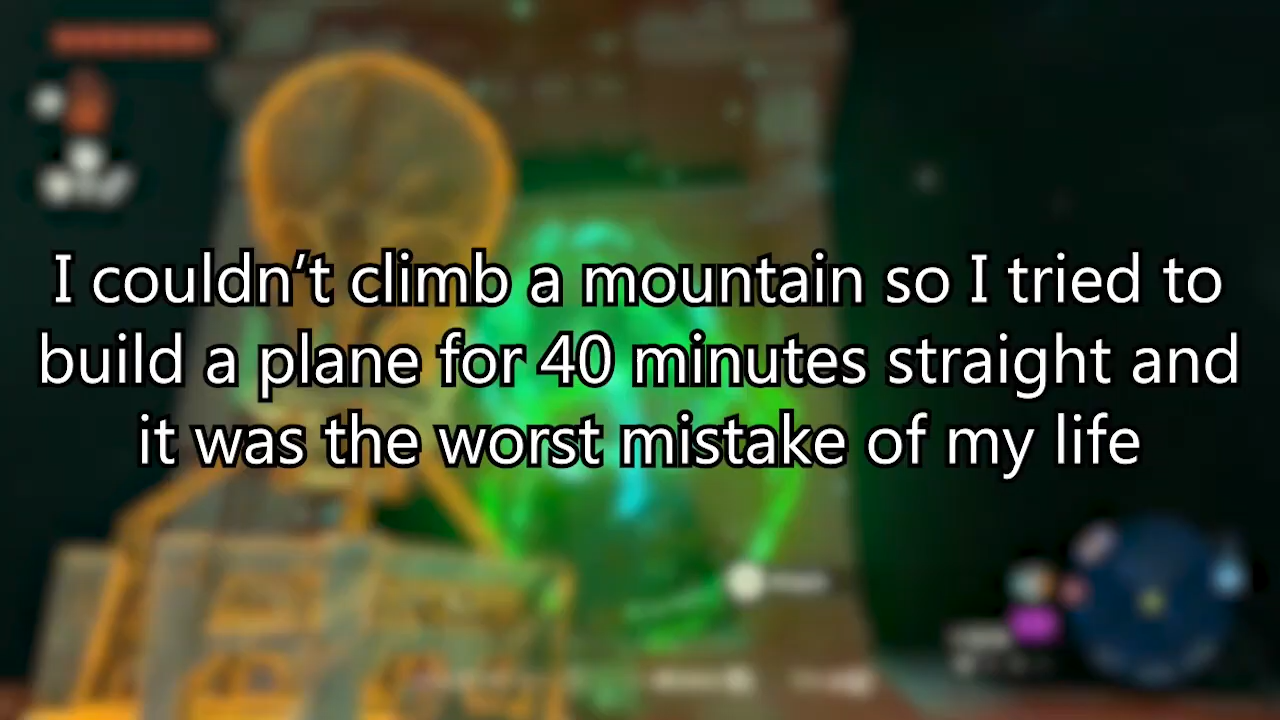 I couldn’t climb a mountain so I tried to
build a plane for 40 minutes straight and
it was the worst mistake of my life